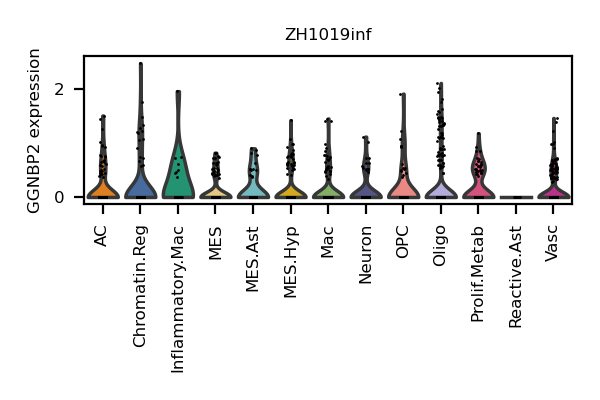 ZH1019inf
GGNBP2 expression
2
0
AC
Chromatin.Reg
Inflammatory.Mac
MES
MES.Ast
MES.Hyp
Mac
Neuron
OPC
Oligo
Prolif.Metab
Reactive.Ast
Vasc